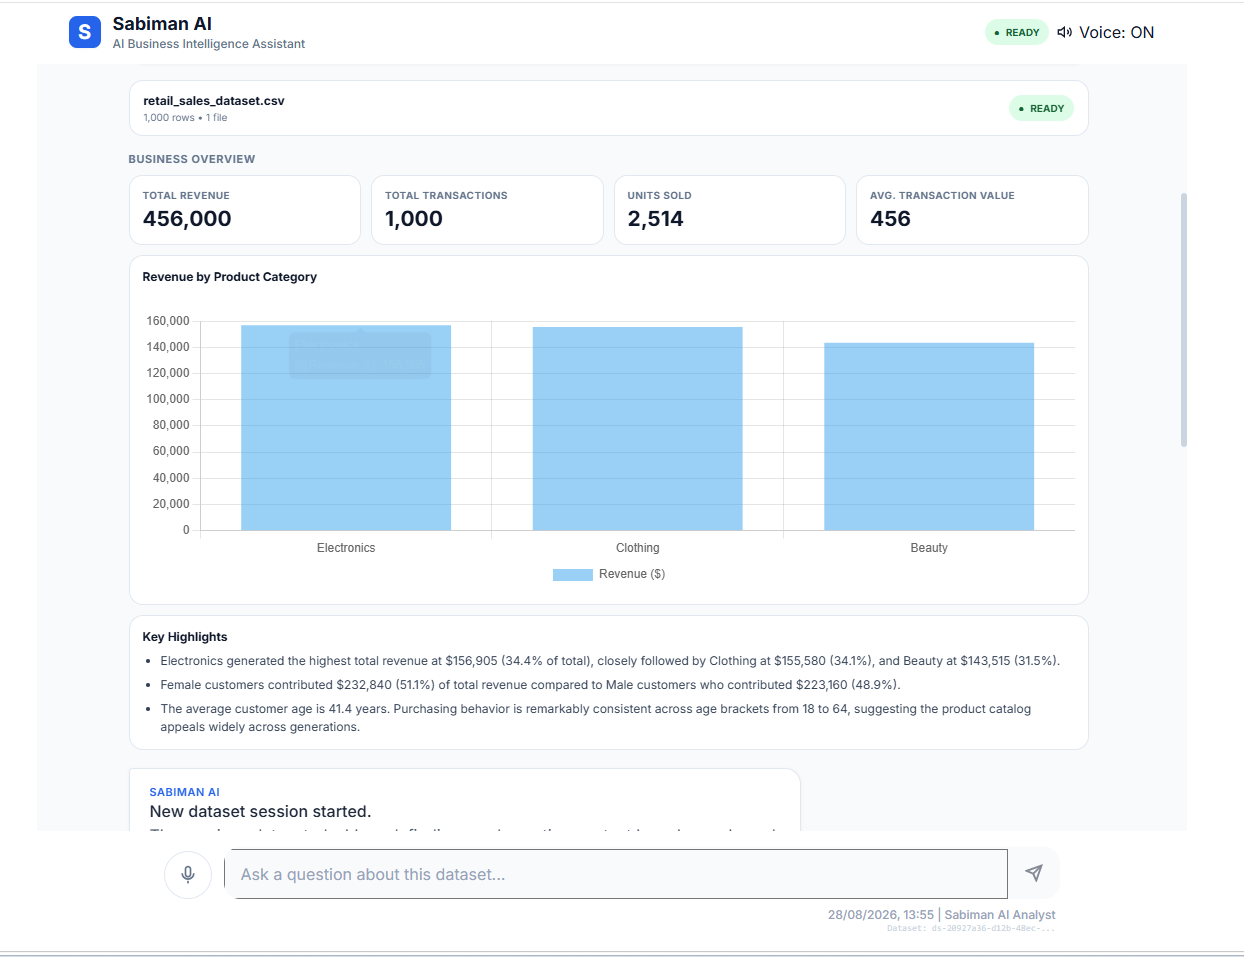 S
Sabiman AI
AI Business Intelligence Assistant
● READY
Voice: ON
retail_sales_dataset.csv
1,000 rows • 1 file
● READY
BUSINESS OVERVIEW
TOTAL REVENUE
456,000
TOTAL TRANSACTIONS
1,000
UNITS SOLD
2,514
AVG. TRANSACTION VALUE
456
Revenue by Product Category
160,000
140,000
120,000
100,000
80,000
60,000
40,000
20,000
0
Electronics
Clothing
Beauty
Revenue ($)
Key Highlights
• Electronics generated the highest total revenue at $156,905 (34.4% of total), closely followed by Clothing at $155,580 (34.1%), and Beauty at $143,515 (31.5%).
• Female customers contributed $232,840 (51.1%) of total revenue compared to Male customers who contributed $223,160 (48.9%).
• The average customer age is 41.4 years. Purchasing behavior is remarkably consistent across age brackets from 18 to 64, suggesting the product catalog
appeals widely across generations.
SABIMAN AI
New dataset session started.
Ask a question about this dataset...
28/08/2026, 13:55 | Sabiman AI Analyst
Dataset: ds-20927a36-d12b-48ec-...